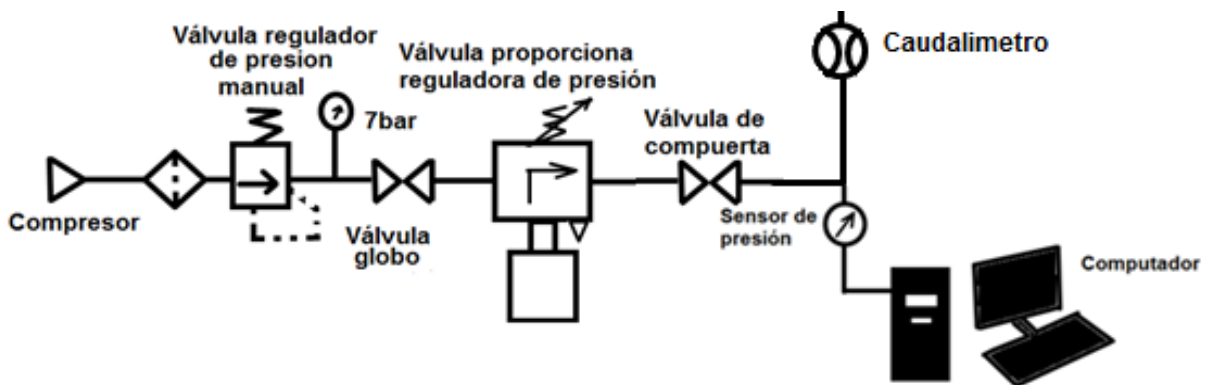 Válvula regulador
de presion
manual
Válvula proporciona
reguladora de presión
Caudalimetro
7bar
Válvula de
compuerta
Compresor
Válvula
globo
Sensor de
presión
Computador